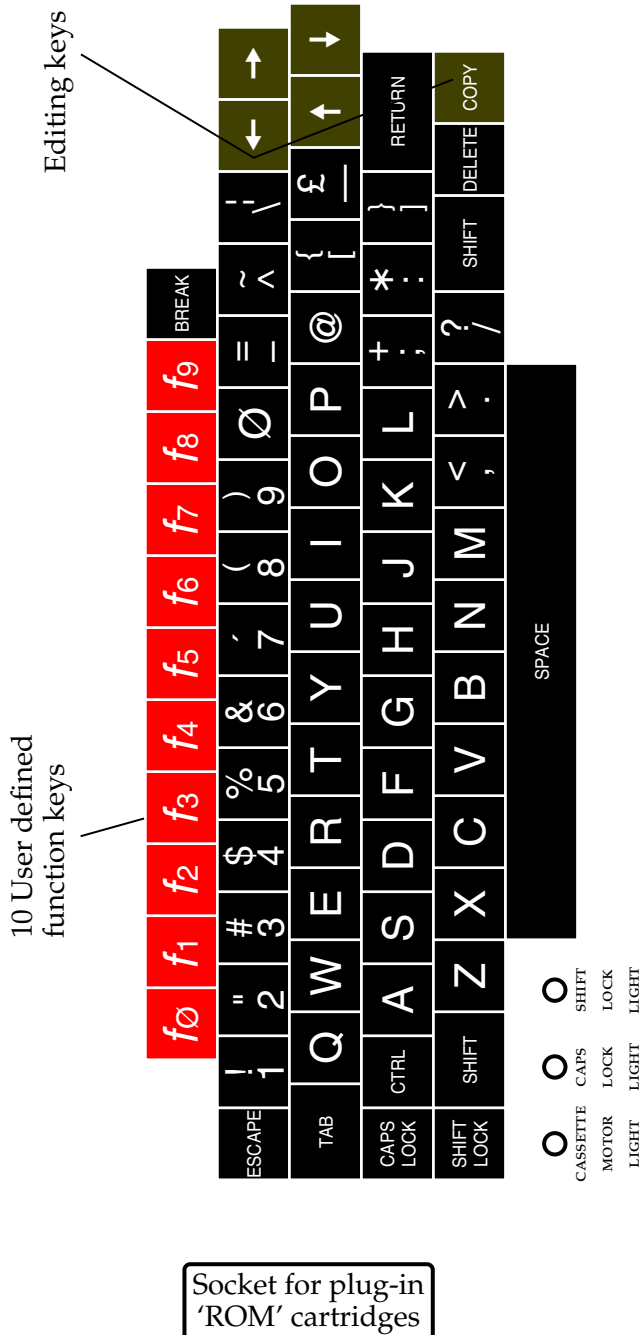 10 User defined
function keys
Editing keys
fØ f1 f2 f3 f4 f5 f6 f7 f8 f9 BREAK
ESCAPE ! 1 " 2 # 3 $ 4 % 5 & 6 ´ 7 ( 8 ) 9 Ø = — ~ ^ ¦ \ ← →
TAB Q W E R T Y U I O P @ { [ £ _ ↑ ↓
CAPS LOCK CTRL A S D F G H J K L + ; * : } ] RETURN
SHIFT LOCK SHIFT Z X C V B N M < , > . ? / SHIFT DELETE COPY
SPACE
CASSETTE MOTOR LIGHT
CAPS LOCK LIGHT
SHIFT LOCK LIGHT
Socket for plug-in
‘ROM’ cartridges